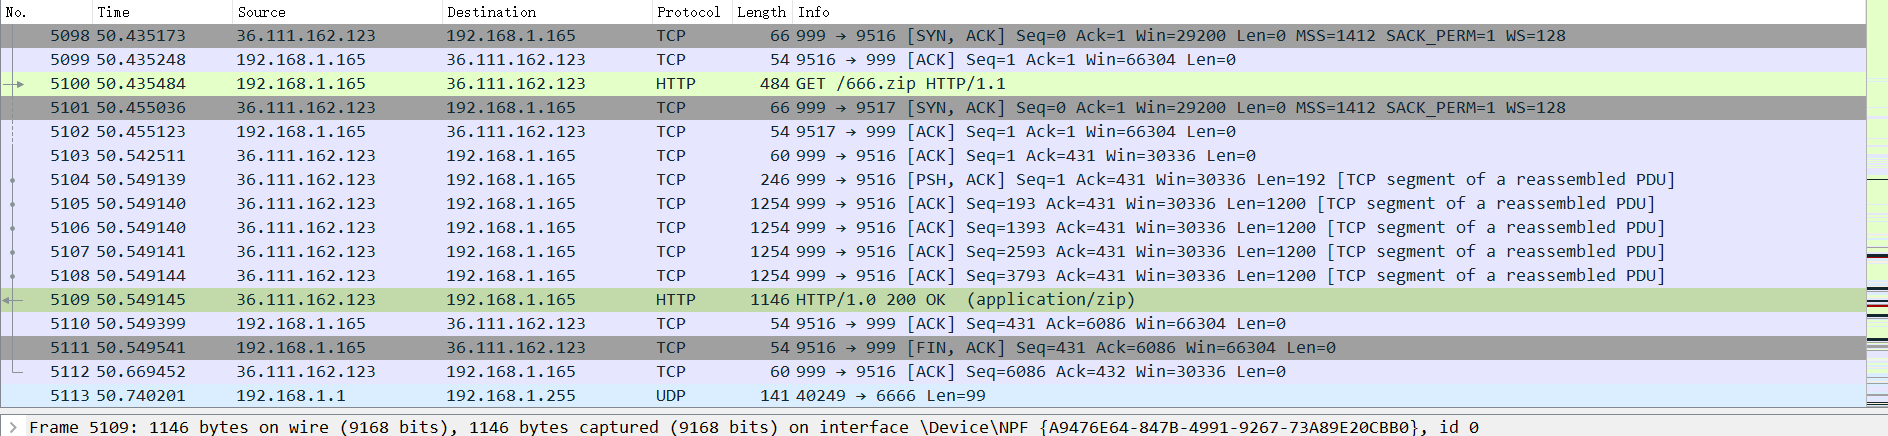 No. Time Source Destination Protocol Length Info
5098 50.435173 36.111.162.123 192.168.1.165 TCP 66 999 → 9516 [SYN, ACK] Seq=0 Ack=1 Win=29200 Len=0 MSS=1412 SACK_PERM=1 WS=128
5099 50.435248 192.168.1.165 36.111.162.123 TCP 54 9516 → 999 [ACK] Seq=1 Ack=1 Win=66304 Len=0
5100 50.435484 192.168.1.165 36.111.162.123 HTTP 484 GET /666.zip HTTP/1.1
5101 50.455036 36.111.162.123 192.168.1.165 TCP 66 999 → 9517 [SYN, ACK] Seq=0 Ack=1 Win=29200 Len=0 MSS=1412 SACK_PERM=1 WS=128
5102 50.455123 192.168.1.165 36.111.162.123 TCP 54 9517 → 999 [ACK] Seq=1 Ack=1 Win=66304 Len=0
5103 50.542511 36.111.162.123 192.168.1.165 TCP 60 999 → 9516 [ACK] Seq=1 Ack=431 Win=30336 Len=0
5104 50.549139 36.111.162.123 192.168.1.165 TCP 246 999 → 9516 [PSH, ACK] Seq=1 Ack=431 Win=30336 Len=192 [TCP segment of a reassembled PDU]
5105 50.549140 36.111.162.123 192.168.1.165 TCP 1254 999 → 9516 [ACK] Seq=193 Ack=431 Win=30336 Len=1200 [TCP segment of a reassembled PDU]
5106 50.549140 36.111.162.123 192.168.1.165 TCP 1254 999 → 9516 [ACK] Seq=1393 Ack=431 Win=30336 Len=1200 [TCP segment of a reassembled PDU]
5107 50.549141 36.111.162.123 192.168.1.165 TCP 1254 999 → 9516 [ACK] Seq=2593 Ack=431 Win=30336 Len=1200 [TCP segment of a reassembled PDU]
5108 50.549144 36.111.162.123 192.168.1.165 TCP 1254 999 → 9516 [ACK] Seq=3793 Ack=431 Win=30336 Len=1200 [TCP segment of a reassembled PDU]
5109 50.549145 36.111.162.123 192.168.1.165 HTTP 1146 HTTP/1.0 200 OK (application/zip)
5110 50.549399 192.168.1.165 36.111.162.123 TCP 54 9516 → 999 [ACK] Seq=431 Ack=6086 Win=66304 Len=0
5111 50.549541 192.168.1.165 36.111.162.123 TCP 54 9516 → 999 [FIN, ACK] Seq=431 Ack=6086 Win=66304 Len=0
5112 50.669452 36.111.162.123 192.168.1.165 TCP 60 999 → 9516 [ACK] Seq=6086 Ack=432 Win=30336 Len=0
5113 50.740201 192.168.1.1 192.168.1.255 UDP 141 40249 → 6666 Len=99
Frame 5109: 1146 bytes on wire (9168 bits), 1146 bytes captured (9168 bits) on interface \Device\NPF_{A9476E64-847B-4991-9267-73A89E20CBB0}, id 0